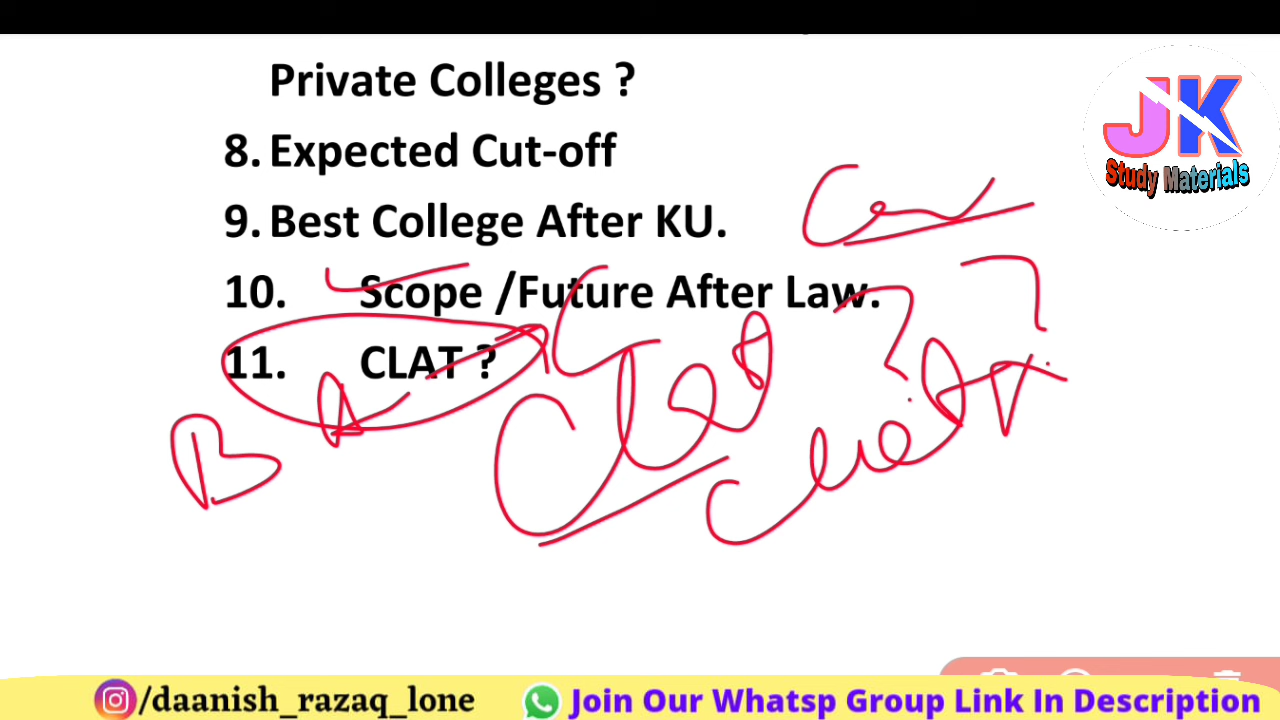 Private Colleges ?
JK
Study Materials
8. Expected Cut-off
9. Best College After KU.
10. Scope /Future After Law.
11. CLAT ?
B A
Clat
/daanish_razaq_lone
Join Our Whatsp Group Link In Description